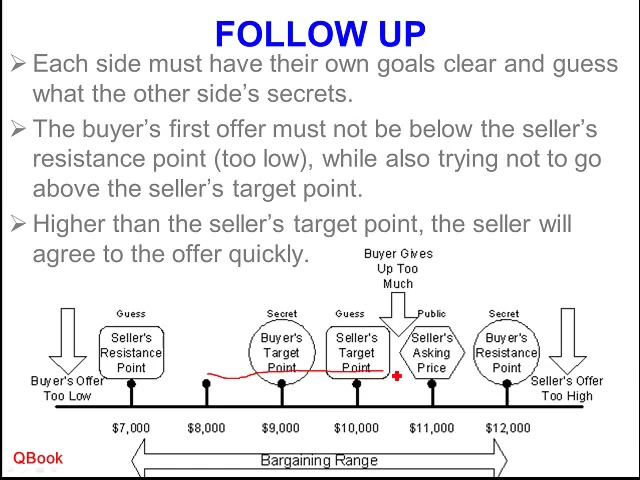 FOLLOW UP
Each side must have their own goals clear and guess
what the other side's secrets.
The buyer's first offer must not be below the seller's
resistance point (too low), while also trying not to go
above the seller's target point.
Higher than the seller's target point, the seller will
agree to the offer quickly.
Buyer Gives
Up Too
Much
Guess
Secret
Guess
Public
Secret
Seller's
Resistance
Point
Buyer's
Target
Point
Seller's
Target
Point
Seller's
Asking
Price
Buyer's
Resistance
Point
Buyer's Offer
Too Low
Seller's Offer
Too High
$7,000
$8,000
$9,000
$10,000
$11,000
$12,000
QBook
Bargaining Range